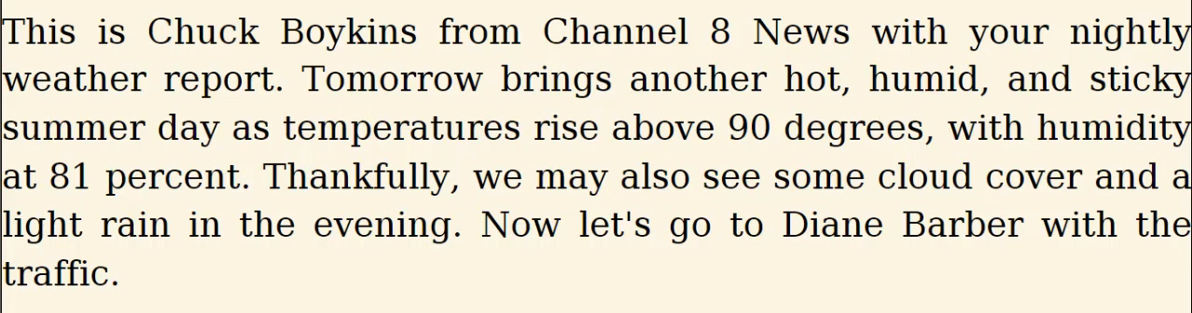 This is Chuck Boykins from Channel 8 News with your nightly
weather report. Tomorrow brings another hot, humid, and sticky
summer day as temperatures rise above 90 degrees, with humidity
at 81 percent. Thankfully, we may also see some cloud cover and a
light rain in the evening. Now let's go to Diane Barber with the
traffic.